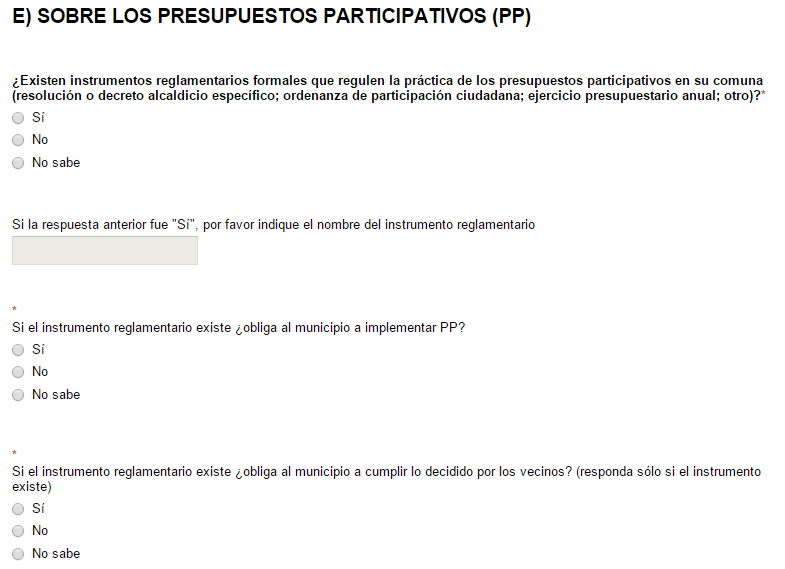 E) SOBRE LOS PRESUPUESTOS PARTICIPATIVOS (PP)
¿Existen instrumentos reglamentarios formales que regulen la práctica de los presupuestos participativos en su comuna
(resolución o decreto alcaldicio específico; ordenanza de participación ciudadana; ejercicio presupuestario anual; otro)?*
Sí
No
No sabe
Si la respuesta anterior fue "Sí", por favor indique el nombre del instrumento reglamentario
*
Si el instrumento reglamentario existe ¿obliga al municipio a implementar PP?
Sí
No
No sabe
*
Si el instrumento reglamentario existe ¿obliga al municipio a cumplir lo decidido por los vecinos? (responda sólo si el instrumento
existe)
Sí
No
No sabe